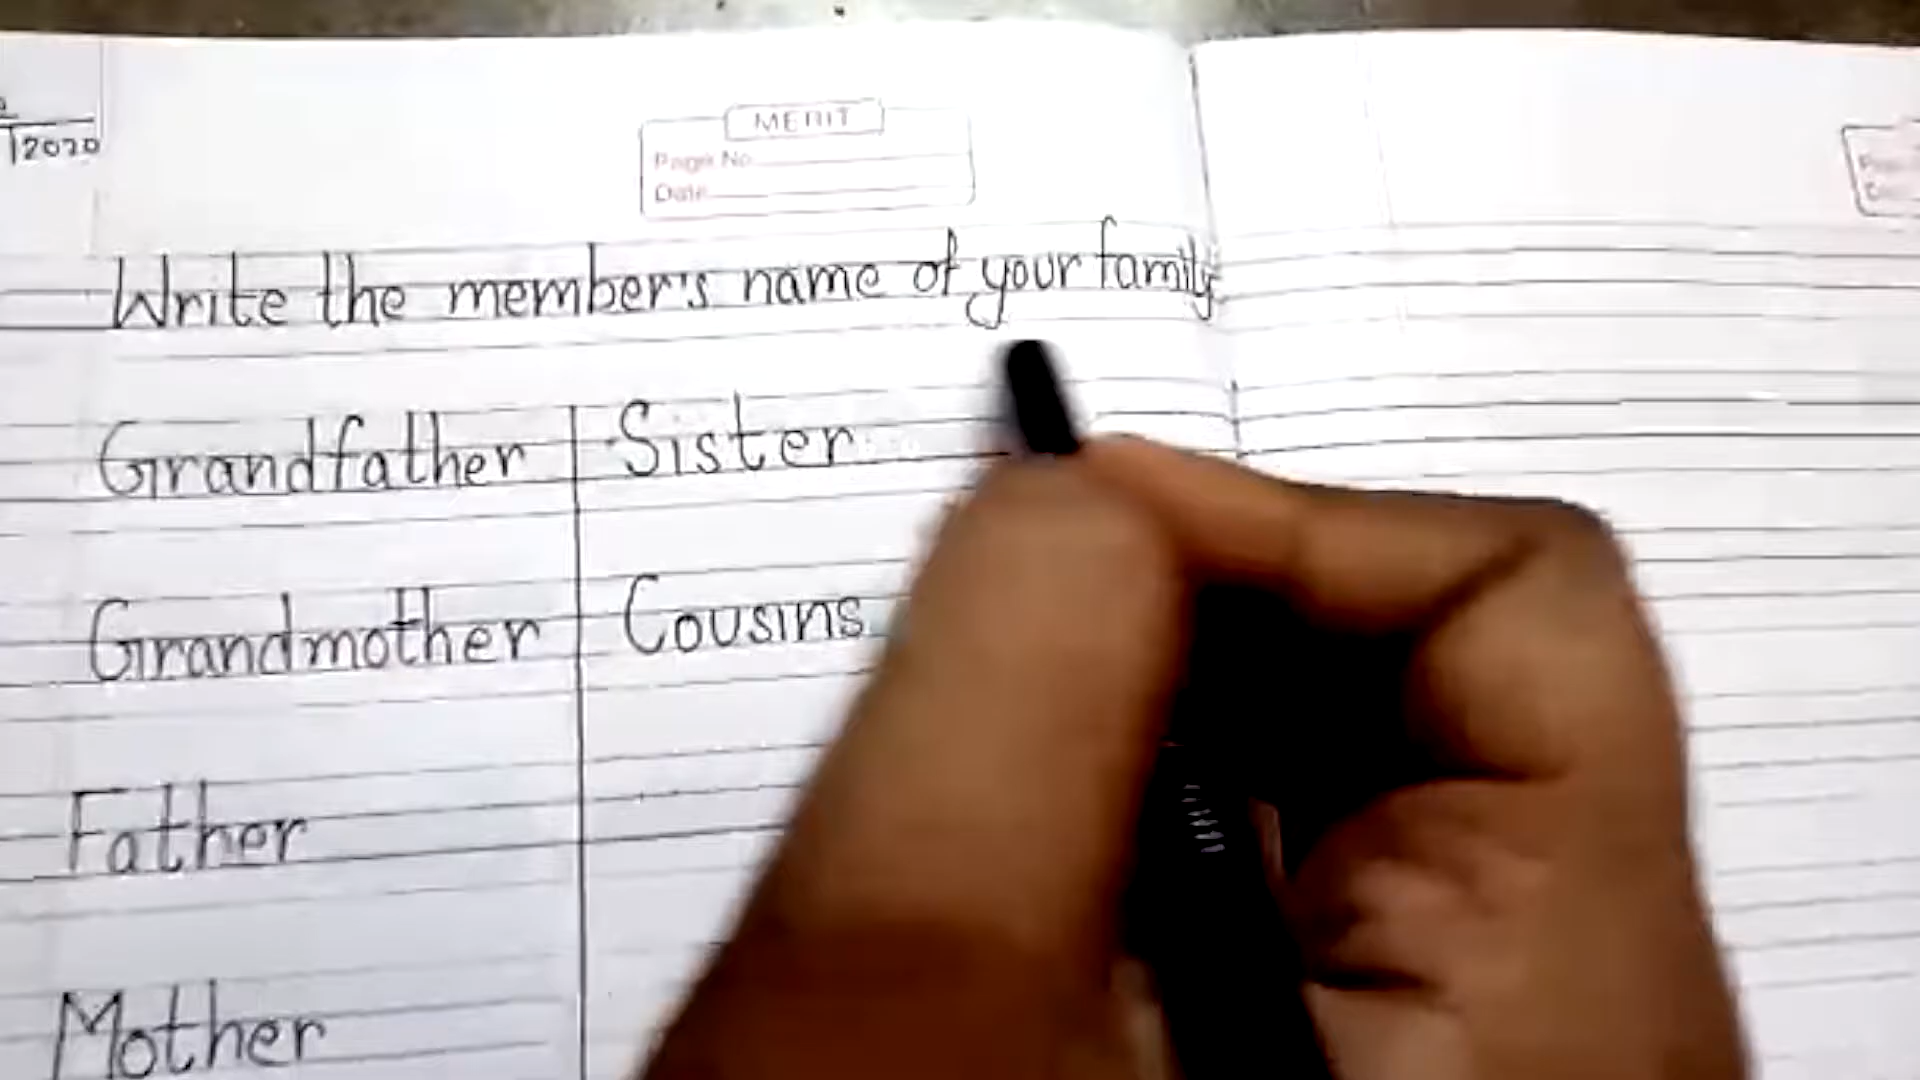 2020
MERIT
Page No.
Date
Write the member's name of your family
Grandfather
Sister
Grandmother
Cousins
Father
Mother